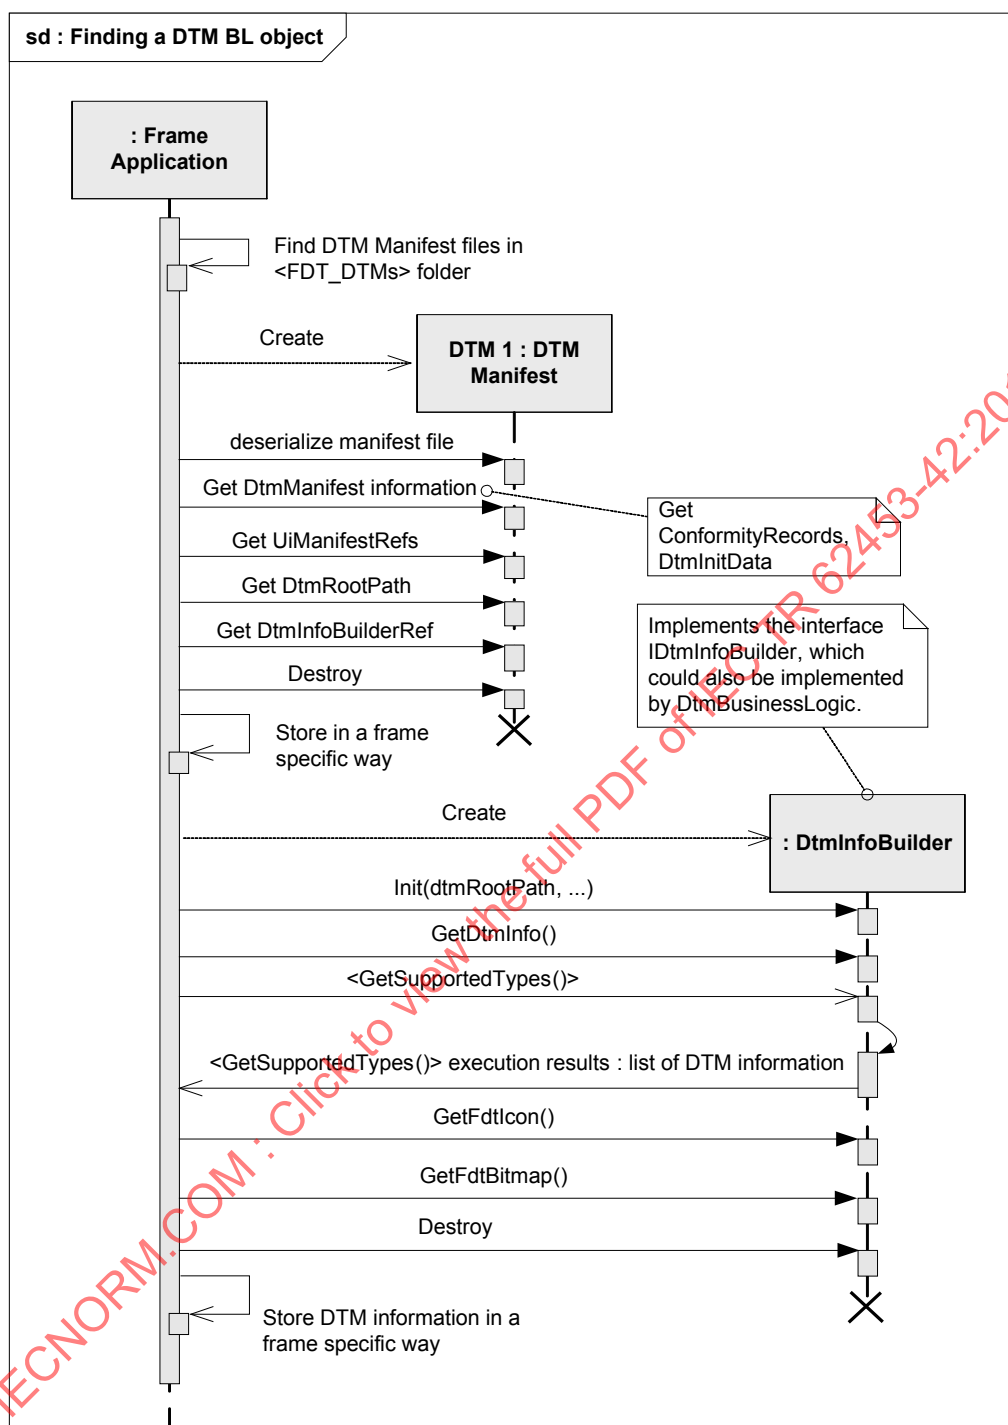 sd : Finding a DTM BL object
: Frame
Application
Find DTM Manifest files in
<FDT_DTMs> folder
Create
DTM 1 : DTM
Manifest
deserialize manifest file
Get DtmManifest information
Get
ConformityRecords,
DtmInitData
Get UiManifestRefs
Get DtmRootPath
Get DtmInfoBuilderRef
Implements the interface
IDtmInfoBuilder, which
could also be implemented
by DtmBusinessLogic.
Destroy
Store in a frame
specific way
Create
: DtmInfoBuilder
Init(dtmRootPath, ...)
GetDtmInfo()
<GetSupportedTypes()>
<GetSupportedTypes()> execution results : list of DTM information
GetFdtIcon()
GetFdtBitmap()
Destroy
Store DTM information in a
frame specific way
IECNORM.COM : Click to view the full PDF of IEC TR 62453-42:20